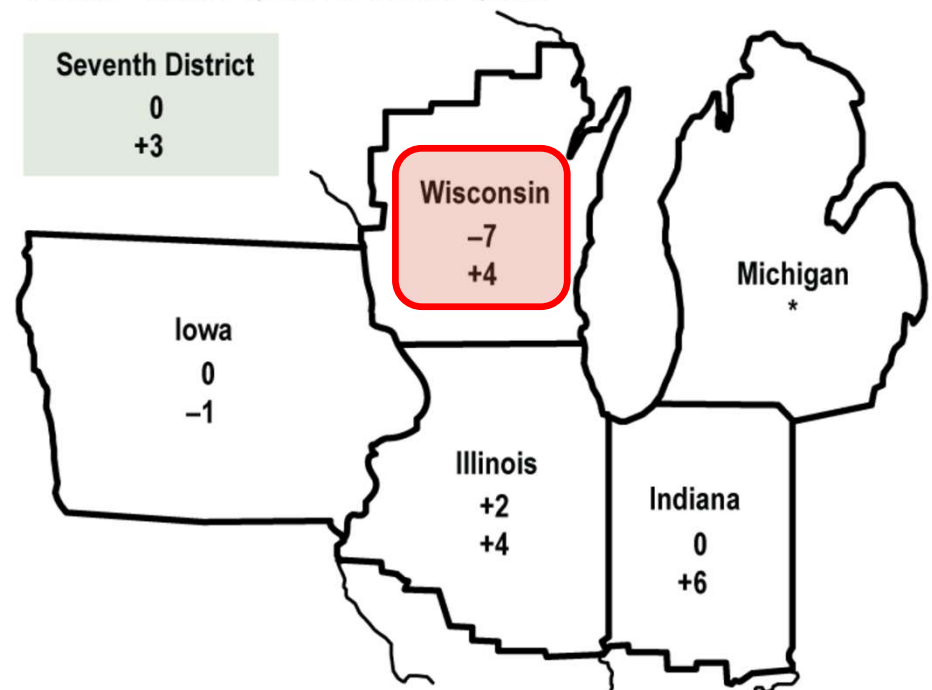 Seventh District
0
+3
Wisconsin
–7
+4
Michigan
*
Iowa
0
–1
Illinois
+2
+4
Indiana
0
+6